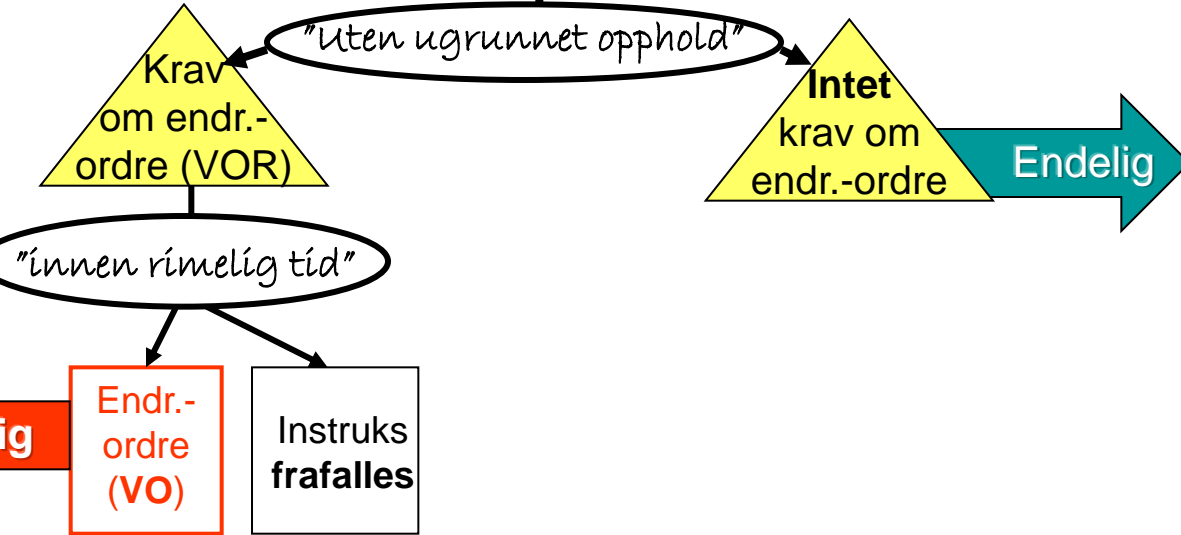 "Uten ugrunnet opphold"
Krav
om endr.-
ordre (VOR)
Intet
krav om
endr.-ordre
Endelig
"innen rimelig tid"
ig
Endr.-
ordre
(VO)
Instruks
frafalles